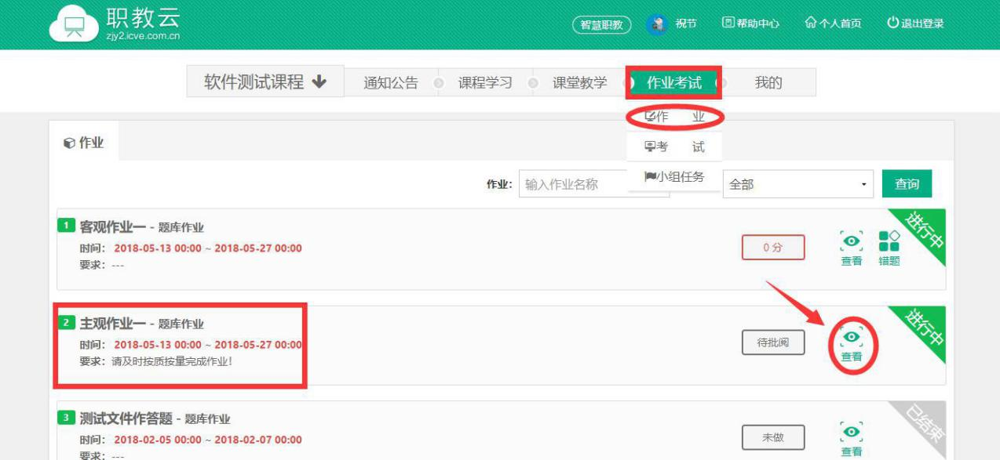 职教云
zjy2.icve.com.cn
智慧职教
祝节
帮助中心
个人首页
退出登录
软件测试课程
通知公告
课程学习
课堂教学
作业考试
我的
作 业
考 试
小组任务
作业
作业：
输入作业名称
全部
查询
1 客观作业一 - 题库作业
时间： 2018-05-13 00:00 ~ 2018-05-27 00:00
要求： ---
0 分
查看
错题
进行中
2 主观作业一 - 题库作业
时间： 2018-05-13 00:00 ~ 2018-05-27 00:00
要求： 请及时按质按量完成作业！
待批阅
查看
进行中
3 测试文件作答题 - 题库作业
时间： 2018-02-05 00:00 ~ 2018-02-07 00:00
要求： ---
未做
查看
已结束